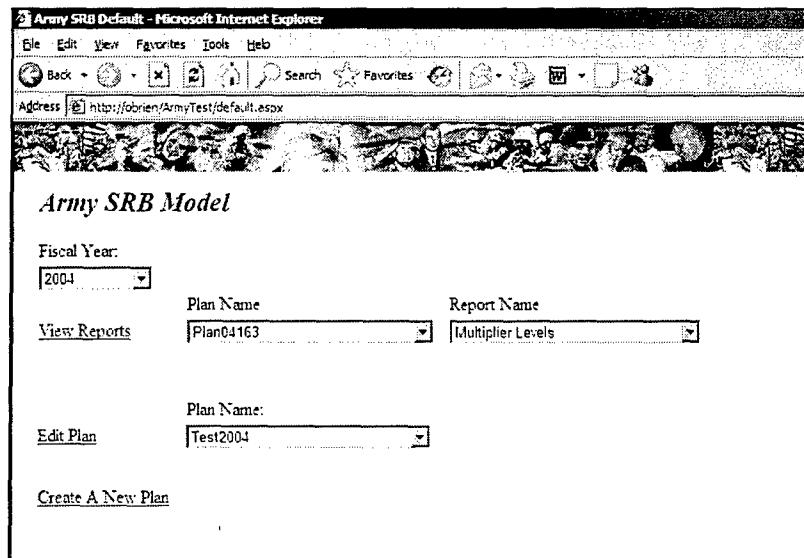 Army SRB Default - Microsoft Internet Explorer
File Edit View Favorites Tools Help
Back Search Favorites
Address http://obrien/ArmyTest/default.aspx
Army SRB Model
Fiscal Year:
2004
Plan Name Report Name
View Reports Plan04163 Multiplier Levels
Plan Name:
Edit Plan Test2004
Create A New Plan